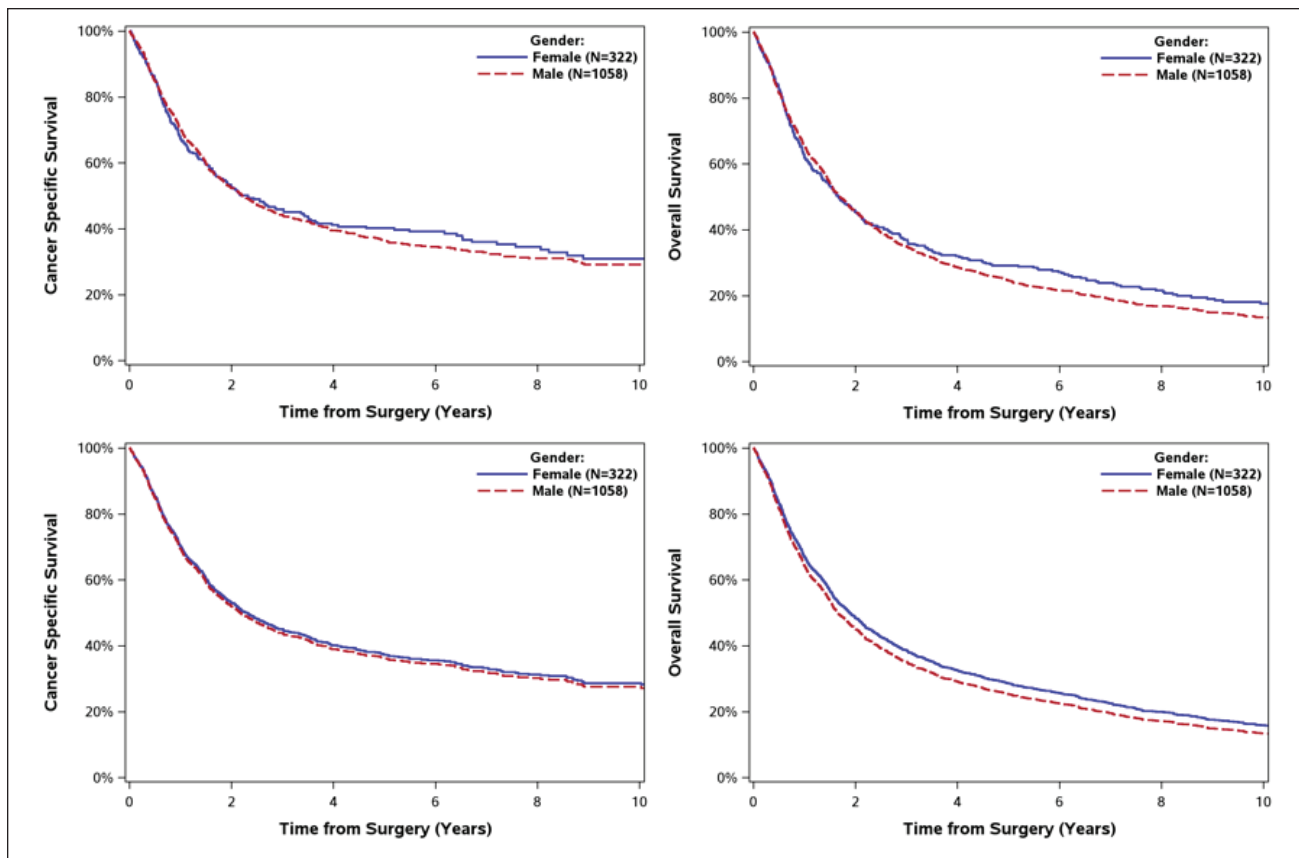 100%
80%
60%
40%
20%
0%
Cancer Specific Survival
Gender:
Female (N=322)
Male (N=1058)
0 2 4 6 8 10
Time from Surgery (Years)
100%
80%
60%
40%
20%
0%
Overall Survival
Gender:
Female (N=322)
Male (N=1058)
0 2 4 6 8 10
Time from Surgery (Years)
100%
80%
60%
40%
20%
0%
Cancer Specific Survival
Gender:
Female (N=322)
Male (N=1058)
0 2 4 6 8 10
Time from Surgery (Years)
100%
80%
60%
40%
20%
0%
Overall Survival
Gender:
Female (N=322)
Male (N=1058)
0 2 4 6 8 10
Time from Surgery (Years)